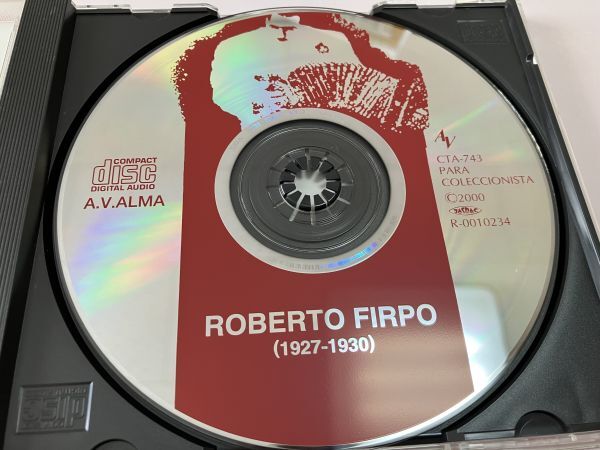 COMPACT
disc
DIGITAL AUDIO
A.V.ALMA
AV
CTA-743
PARA
COLECCIONISTA
©2000
R-0010234
ROBERTO FIRPO
(1927-1930)